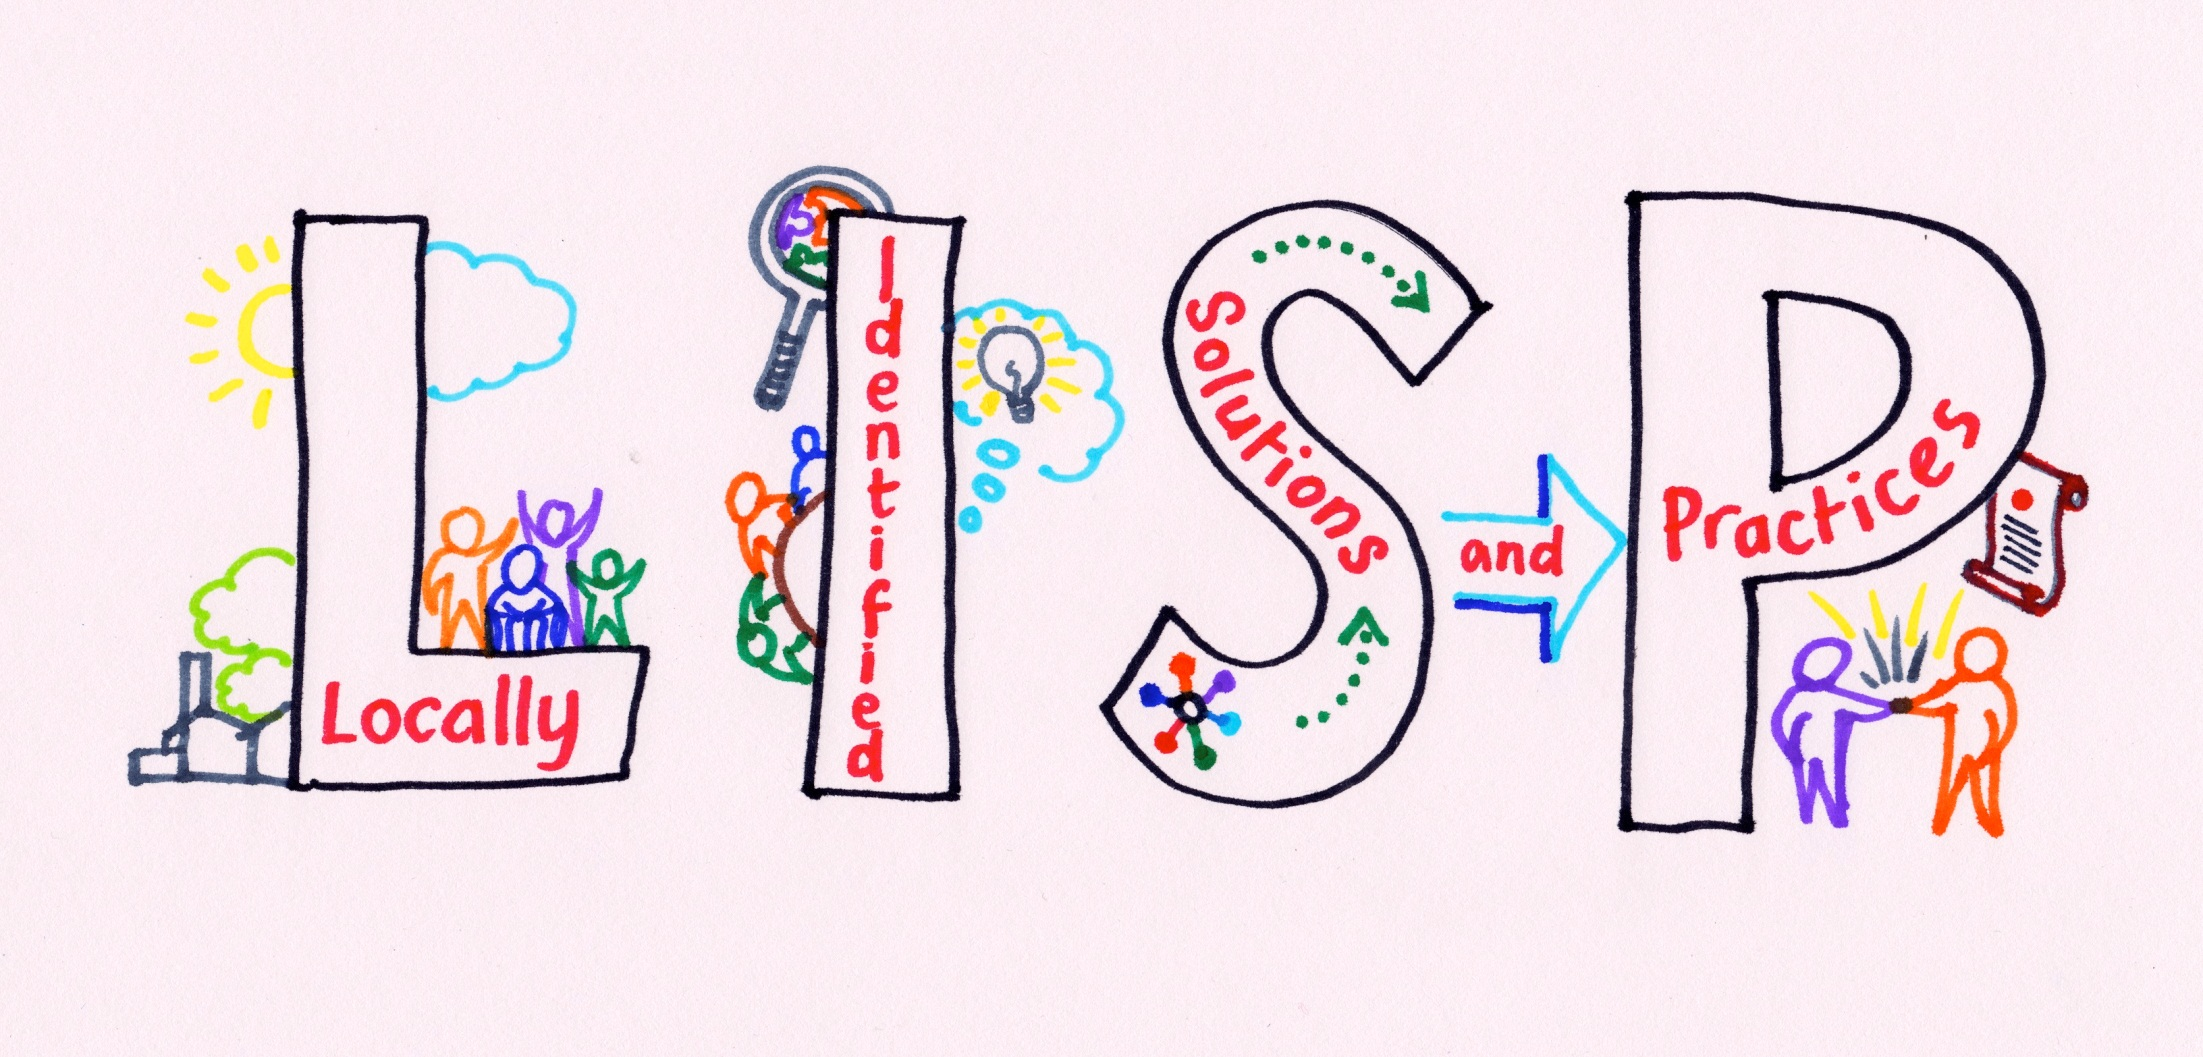 L I S P
Locally
Identified
Solutions
and
Practices